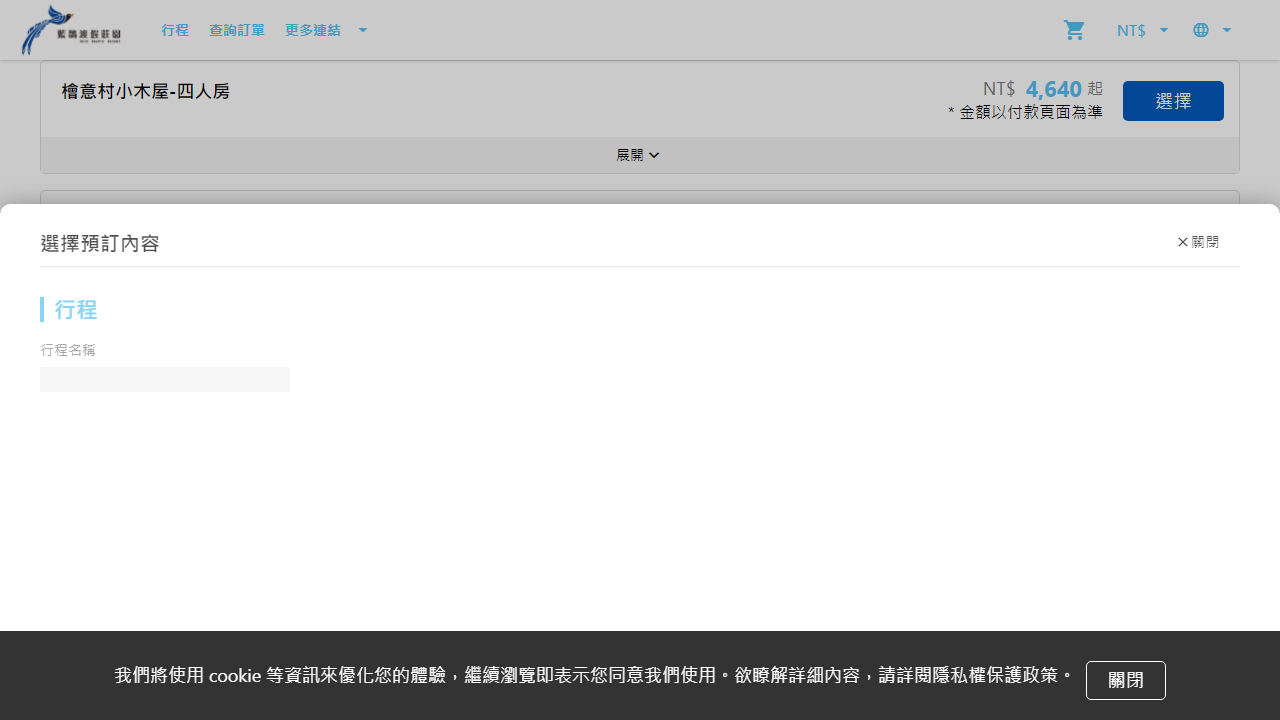 藍鵲渡假莊園
行程
查詢訂單
更多連結
NT$
檜意村小木屋-四人房
NT$ 4,640 起
* 金額以付款頁面為準
選擇
展開
選擇預訂內容
關閉
行程
行程名稱
我們將使用 cookie 等資訊來優化您的體驗，繼續瀏覽即表示您同意我們使用。欲瞭解詳細內容，請詳閱隱私權保護政策。
關閉